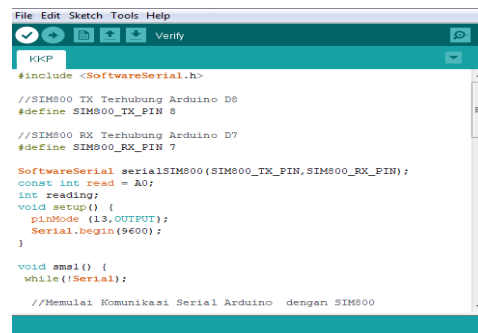 File Edit Sketch Tools Help
Verify
KKP
#include <SoftwareSerial.h>
//SIM800 TX Terhubung Arduino D8
#define SIM800_TX_PIN 8
//SIM800 RX Terhubung Arduino D7
#define SIM800_RX_PIN 7
SoftwareSerial serialSIM800(SIM800_TX_PIN,SIM800_RX_PIN);
const int read = A0;
int reading;
void setup() {
pinMode (13,OUTPUT);
Serial.begin(9600);
}
void sms1() {
while(!Serial);
//Memulai Komunikasi Serial Arduino dengan SIM800